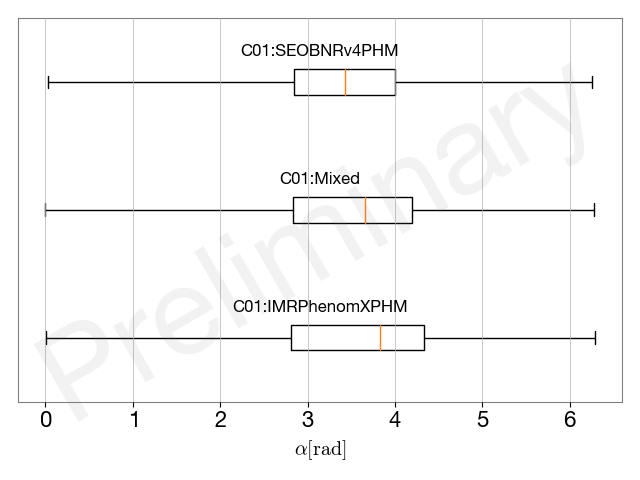 C01:SEOBNRv4PHM
C01:Mixed
C01:IMRPhenomXPHM
Preliminary
0 1 2 3 4 5 6
α[rad]